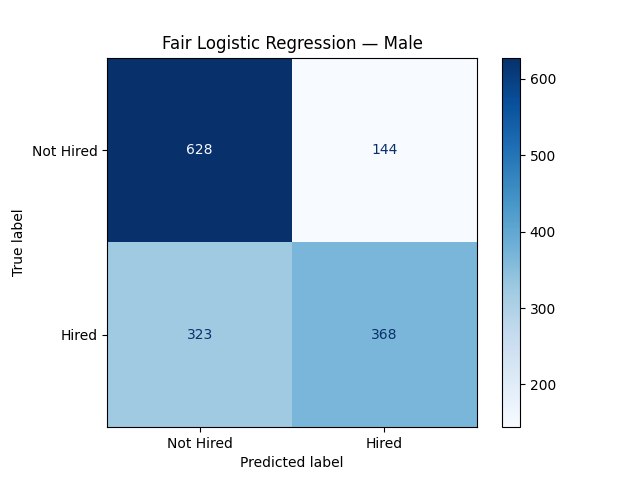 Fair Logistic Regression — Male
600
628
144
Not Hired
500
True label
400
300
323
368
Hired
200
Not Hired
Hired
Predicted label